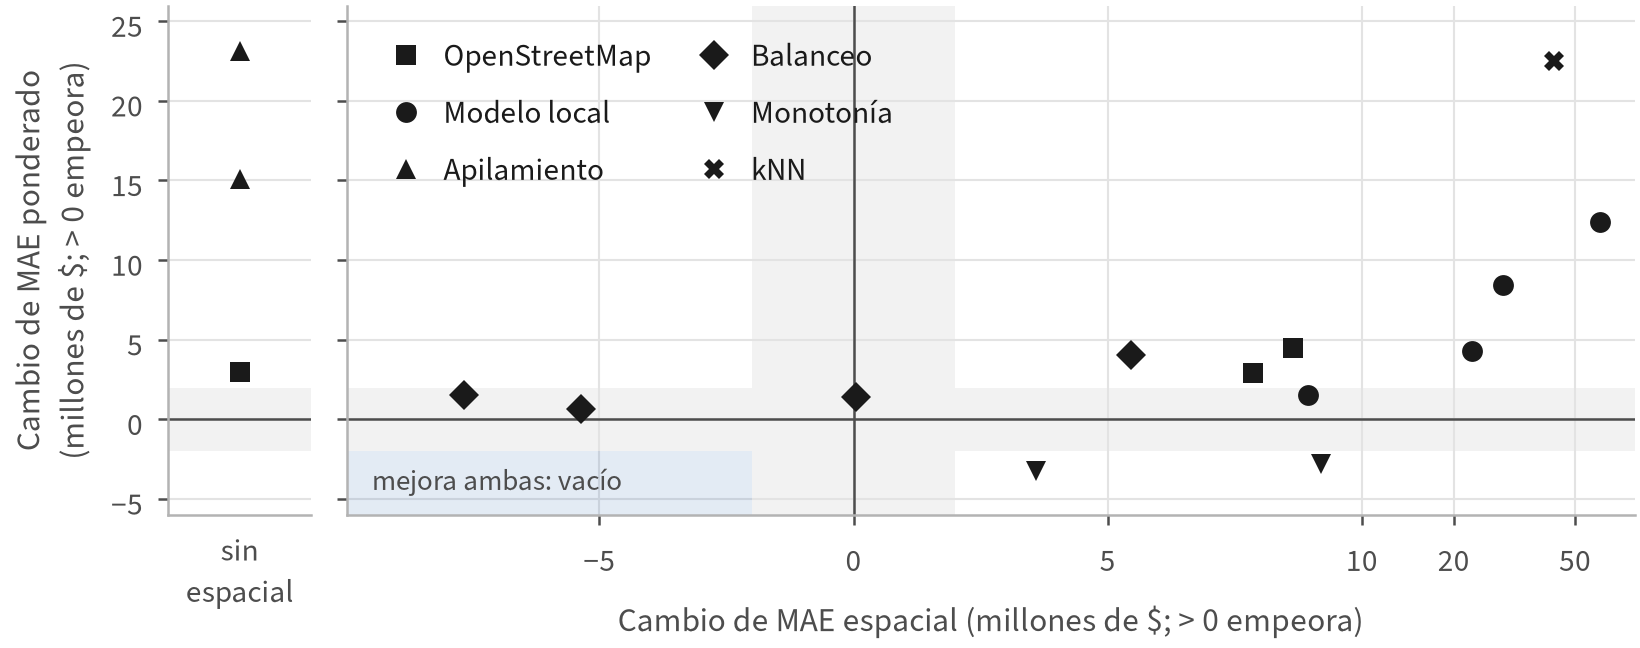 Cambio de MAE ponderado
(millones de $; > 0 empeora)
25
20
15
10
5
0
−5
sin
espacial
OpenStreetMap
Modelo local
Apilamiento
Balanceo
Monotonía
kNN
mejora ambas: vacío
−5
0
5
10
20
50
Cambio de MAE espacial (millones de $; > 0 empeora)